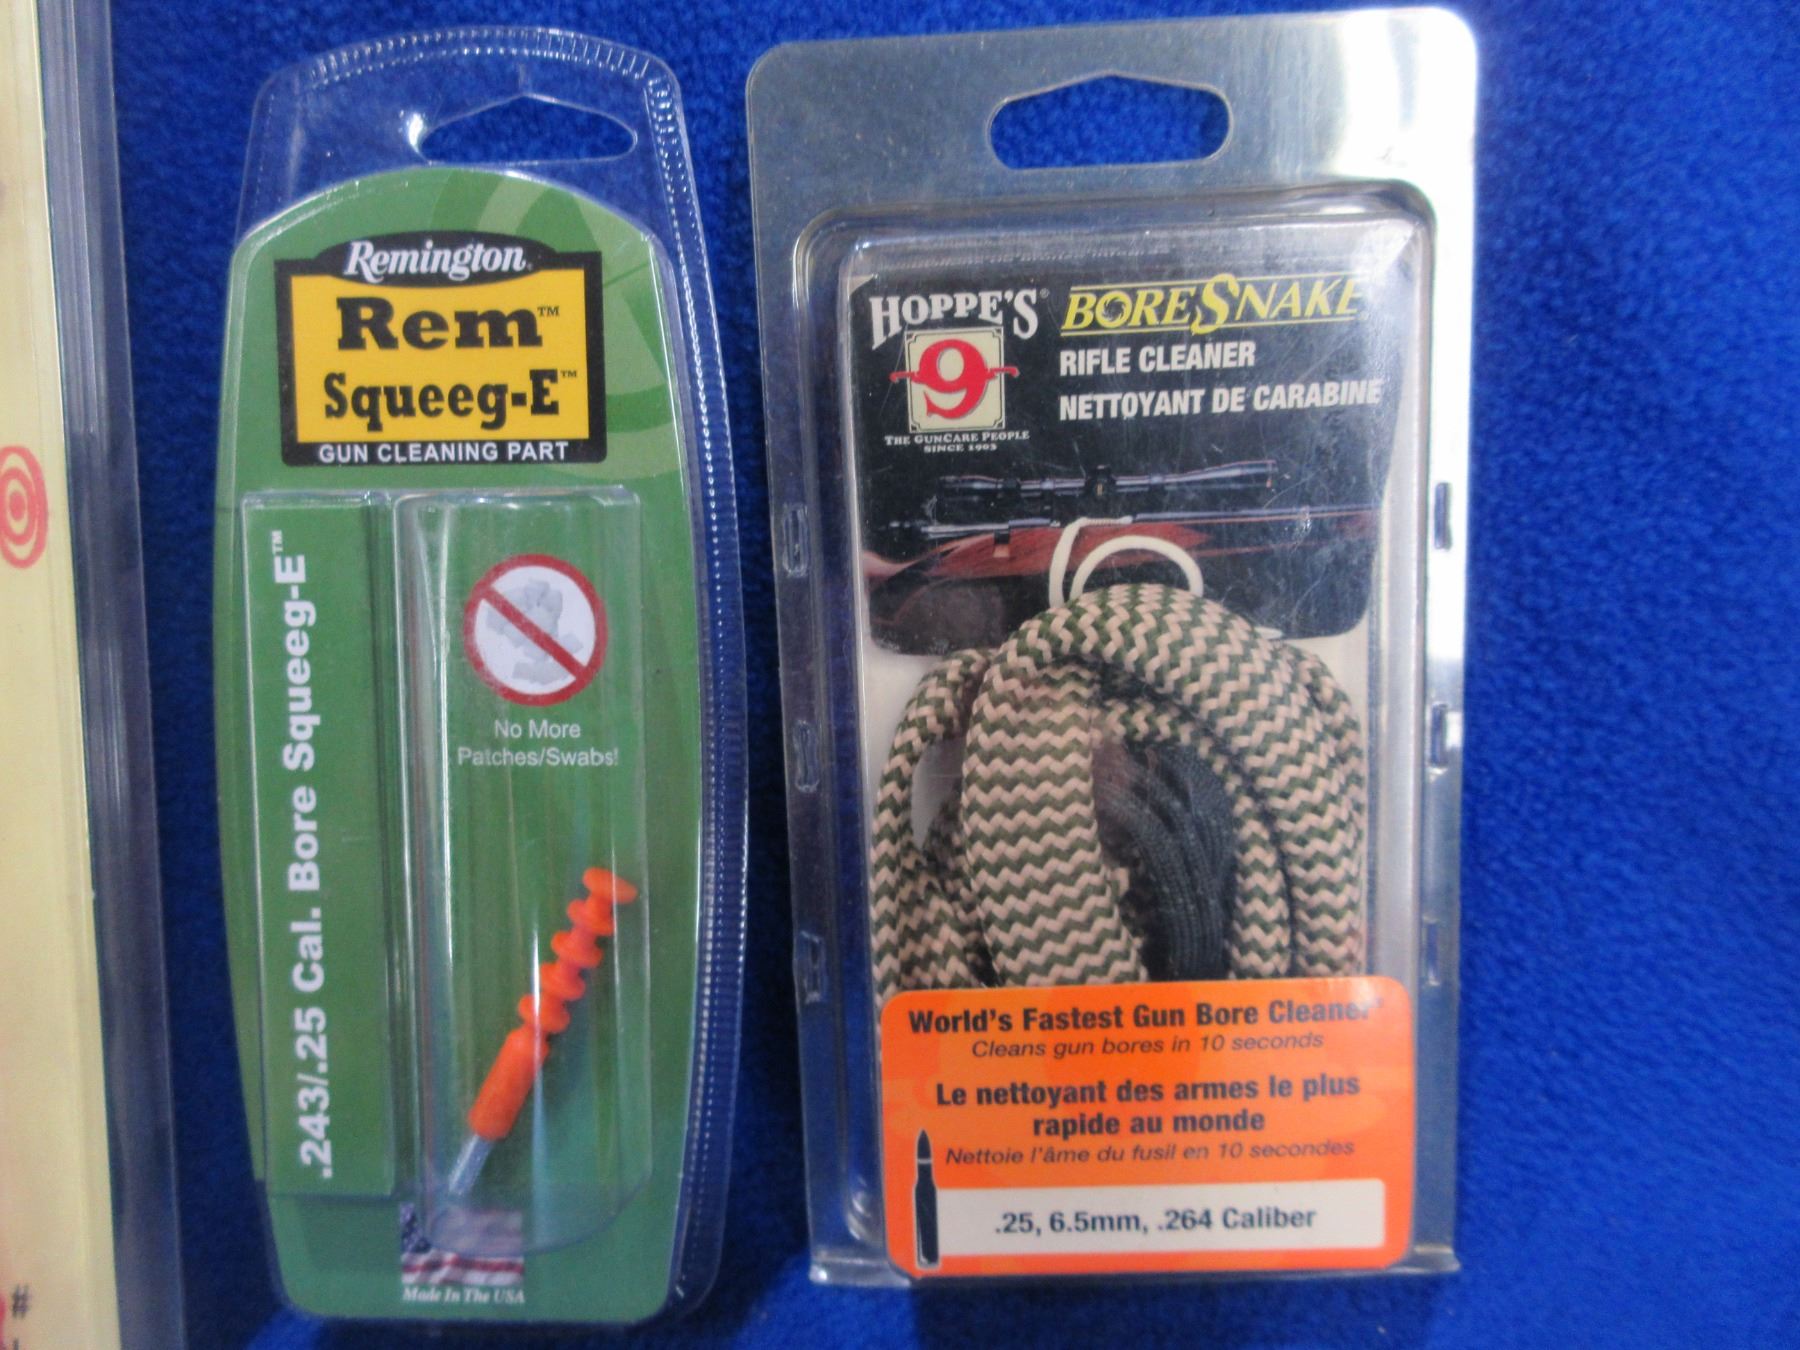 Remington
Rem™
Squeeg-E™
GUN CLEANING PART
.243/.25 Cal. Bore Squeeg-E™
No More
Patches/Swabs!
Made In The USA
HOPPE'S®
9
THE GUNCARE PEOPLE
SINCE 1903
BORESNAKE
RIFLE CLEANER
NETTOYANT DE CARABINE
World's Fastest Gun Bore Cleaner
Cleans gun bores in 10 seconds
Le nettoyant des armes le plus
rapide au monde
Nettoie l'âme du fusil en 10 secondes
.25, 6.5mm, .264 Caliber
#